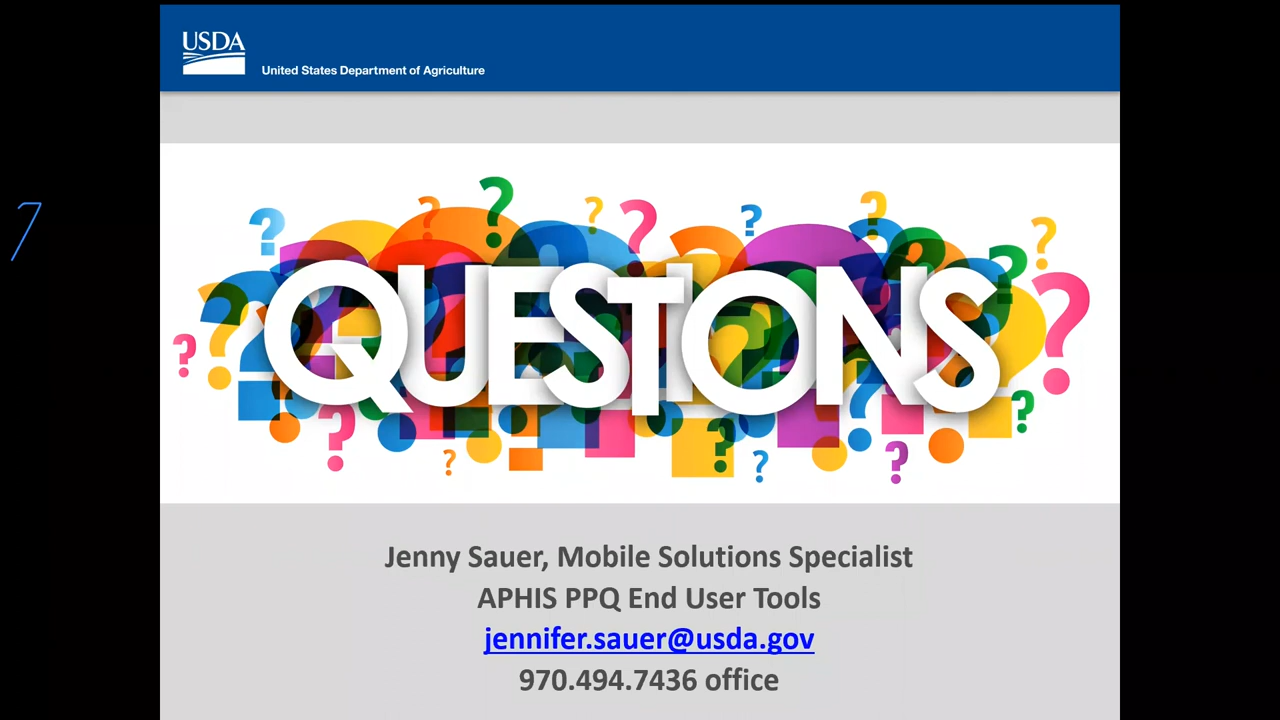 USDA
United States Department of Agriculture
7
QUESTIONS
Jenny Sauer, Mobile Solutions Specialist
APHIS PPQ End User Tools
jennifer.sauer@usda.gov
970.494.7436 office